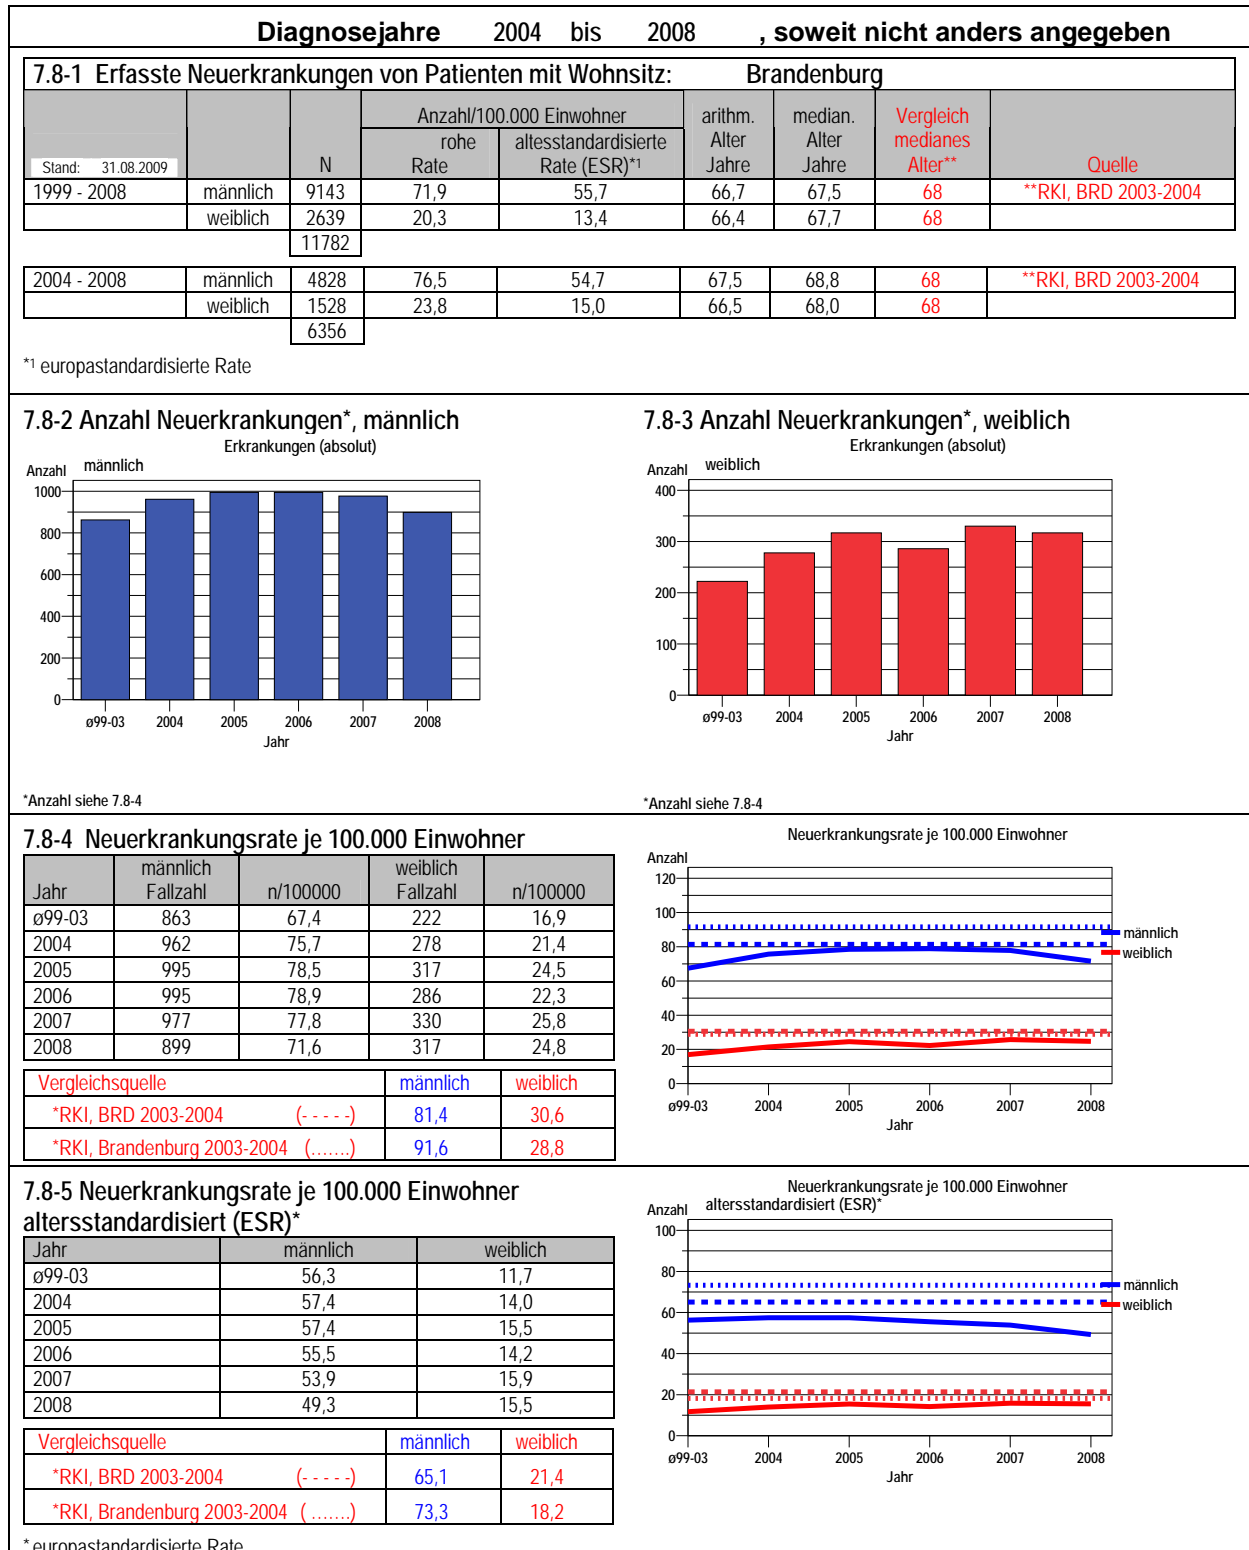 Diagnosejahre 2004 bis 2008 , soweit nicht anders angegeben
7.8-1 Erfasste Neuerkrankungen von Patienten mit Wohnsitz: Brandenburg
Anzahl/100.000 Einwohner arithm. median. Vergleich
rohe altesstandardisierte Alter Alter medianes
Stand: 31.08.2009 N Rate Rate (ESR)*1 Jahre Jahre Alter** Quelle
1999 - 2008 männlich 9143 71,9 55,7 66,7 67,5 68 **RKI, BRD 2003-2004
weiblich 2639 20,3 13,4 66,4 67,7 68
11782
2004 - 2008 männlich 4828 76,5 54,7 67,5 68,8 68 **RKI, BRD 2003-2004
weiblich 1528 23,8 15,0 66,5 68,0 68
6356
*1 europastandardisierte Rate
7.8-2 Anzahl Neuerkrankungen*, männlich
Erkrankungen (absolut)
Anzahl männlich
1000
800
600
400
200
0
ø99-03 2004 2005 2006 2007 2008
Jahr
*Anzahl siehe 7.8-4
7.8-3 Anzahl Neuerkrankungen*, weiblich
Erkrankungen (absolut)
Anzahl weiblich
400
300
200
100
0
ø99-03 2004 2005 2006 2007 2008
Jahr
*Anzahl siehe 7.8-4
7.8-4 Neuerkrankungsrate je 100.000 Einwohner
männlich weiblich
Jahr Fallzahl n/100000 Fallzahl n/100000
ø99-03 863 67,4 222 16,9
2004 962 75,7 278 21,4
2005 995 78,5 317 24,5
2006 995 78,9 286 22,3
2007 977 77,8 330 25,8
2008 899 71,6 317 24,8
Vergleichsquelle männlich weiblich
*RKI, BRD 2003-2004 (- - - - -) 81,4 30,6
*RKI, Brandenburg 2003-2004 (.......) 91,6 28,8
Neuerkrankungsrate je 100.000 Einwohner
Anzahl
120
100
männlich
80
weiblich
60
40
20
0
ø99-03 2004 2005 2006 2007 2008
Jahr
7.8-5 Neuerkrankungsrate je 100.000 Einwohner
altersstandardisiert (ESR)*
Jahr männlich weiblich
ø99-03 56,3 11,7
2004 57,4 14,0
2005 57,4 15,5
2006 55,5 14,2
2007 53,9 15,9
2008 49,3 15,5
Vergleichsquelle männlich weiblich
*RKI, BRD 2003-2004 (- - - - -) 65,1 21,4
*RKI, Brandenburg 2003-2004 (.......) 73,3 18,2
* europastandardisierte Rate
Neuerkrankungsrate je 100.000 Einwohner
Anzahl altersstandardisiert (ESR)*
100
80
männlich
weiblich
60
40
20
0
ø99-03 2004 2005 2006 2007 2008
Jahr